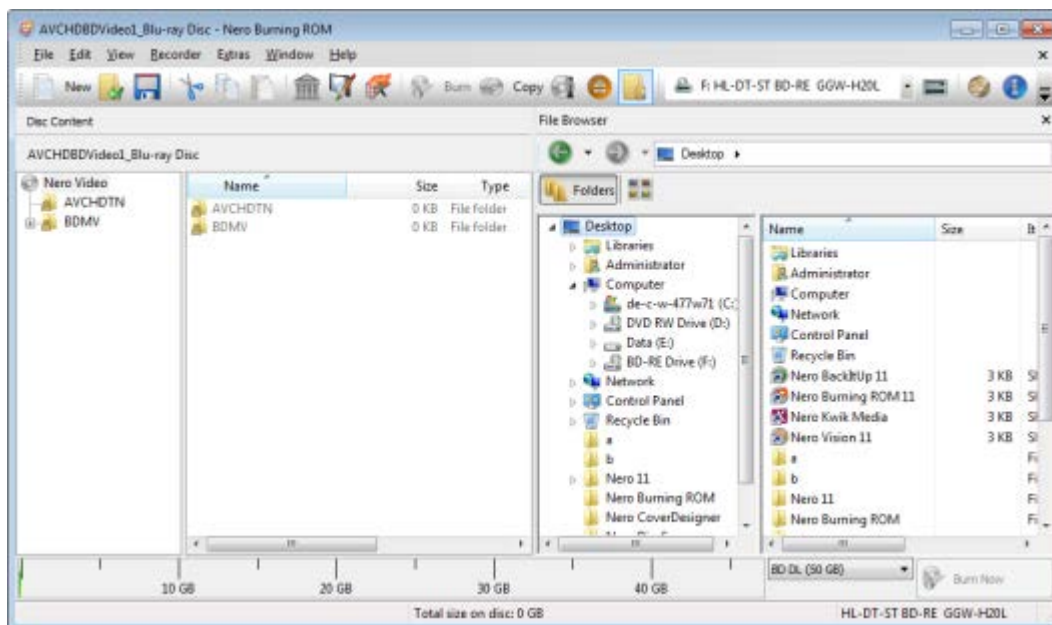 AVCHDBDVideo1_Blu-ray Disc - Nero Burning ROM
File Edit View Recorder Extras Window Help
New Burn Copy F: HL-DT-ST BD-RE GGW-H20L
Disc Content
File Browser
AVCHDBDVideo1_Blu-ray Disc
Desktop
Nero Video
AVCHDTN
BDMV
Name Size Type
AVCHDTN 0 KB File folder
BDMV 0 KB File folder
Folders
Desktop
Libraries
Administrator
Computer
de-c-w-477w71 (C:
DVD RW Drive (D:)
Data (E:)
BD-RE Drive (F:)
Network
Control Panel
Recycle Bin
a
b
Nero 11
Nero Burning ROM
Nero CoverDesigner
Name Size It
Libraries
Administrator
Computer
Network
Control Panel
Recycle Bin
Nero BackItUp 11 3 KB
Nero Burning ROM 11 3 KB
Nero Kwik Media 3 KB
Nero Vision 11 3 KB
a Fi
b Fi
Nero 11 Fi
Nero Burning ROM Fi
10 GB 20 GB 30 GB 40 GB
BD DL (50 GB)
Burn Now
Total size on disc: 0 GB
HL-DT-ST BD-RE GGW-H20L